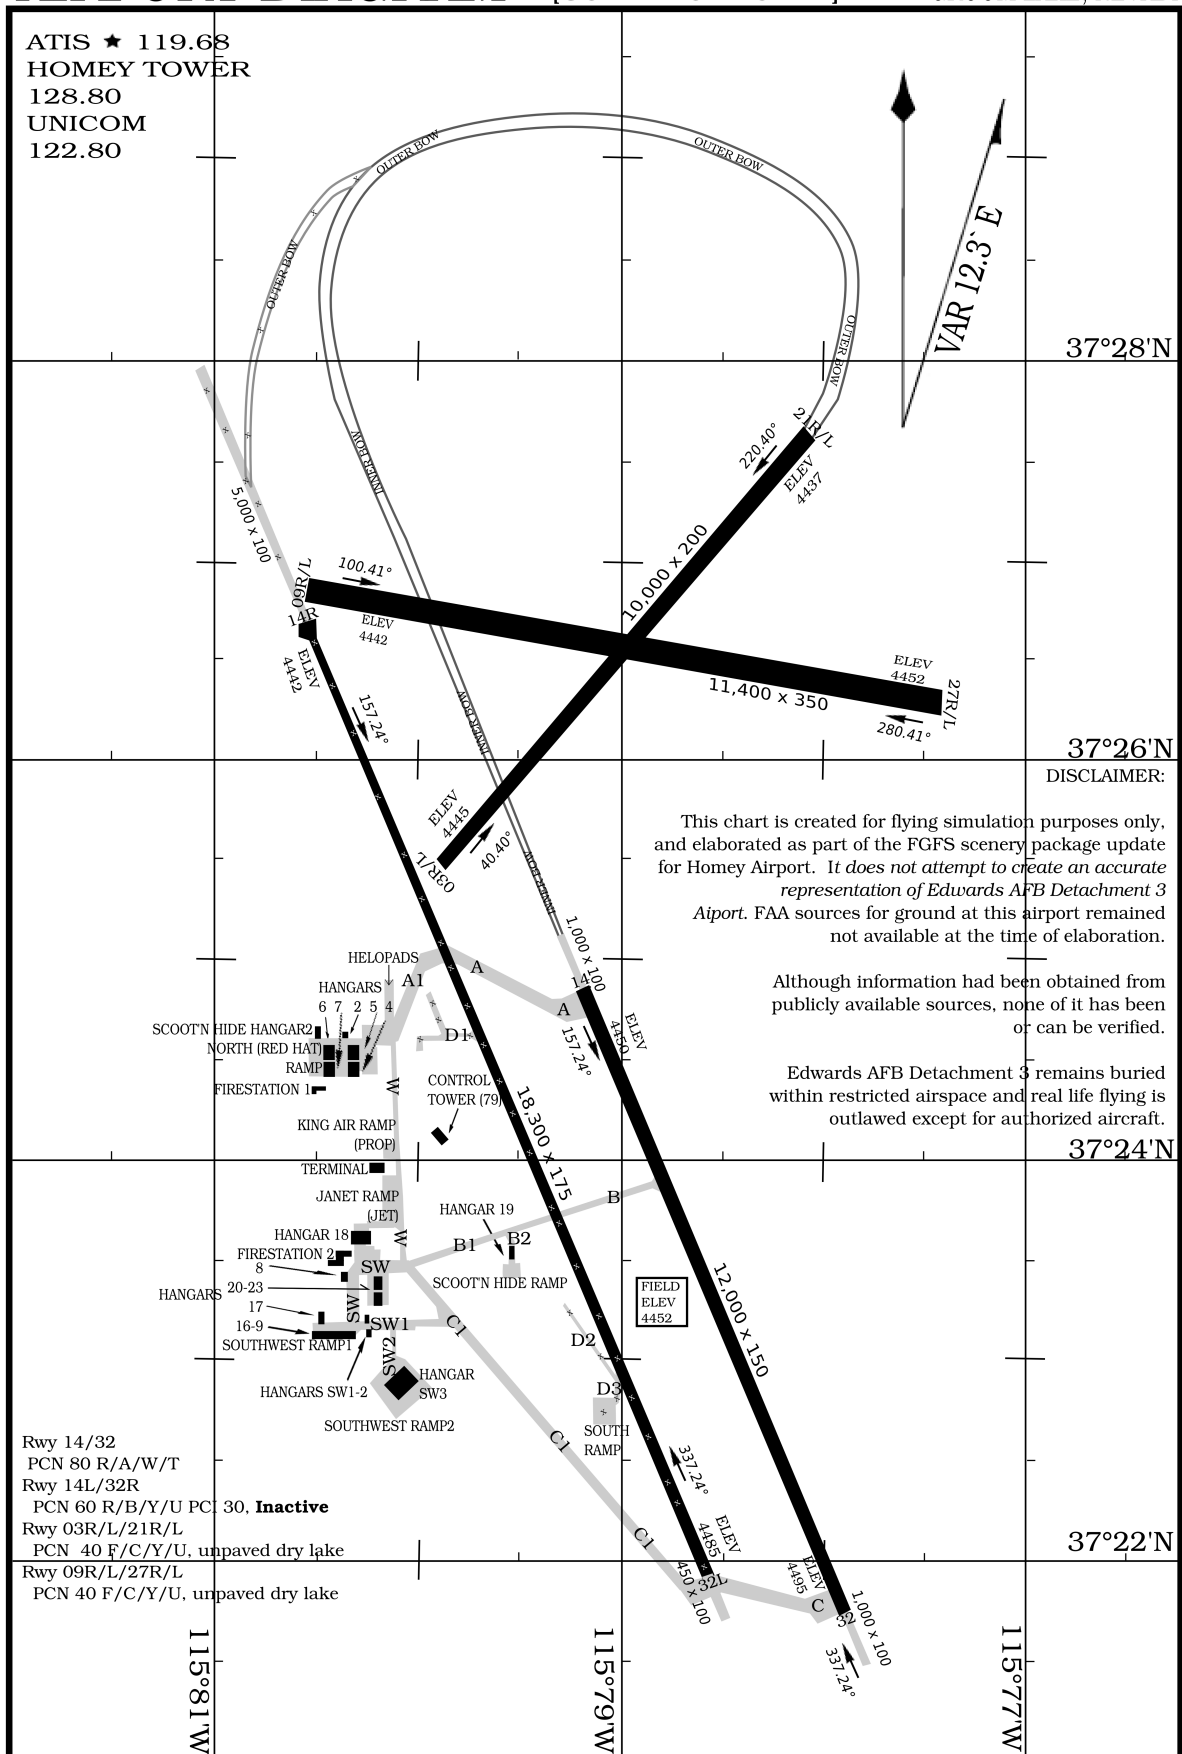 ATIS ★ 119.68
HOMEY TOWER
128.80
UNICOM
122.80
OUTER BOW
OUTER BOW
OUTER BOW
OUTER BOW
VAR 12.3` E
37°28'N
21R/L
220.40°
ELEV
4437
INNER BOW
5,000 x 100
10,000 x 200
09R/L
100.41°
ELEV
4442
14R
ELEV
4442
157.24°
ELEV
4452
11,400 x 350
27R/L
280.41°
INNER BOW
37°26'N
DISCLAIMER:
This chart is created for flying simulation purposes only,
and elaborated as part of the FGFS scenery package update
for Homey Airport. It does not attempt to create an accurate
representation of Edwards AFB Detachment 3
Aiport. FAA sources for ground at this airport remained
not available at the time of elaboration.
Although information had been obtained from
publicly available sources, none of it has been
or can be verified.
Edwards AFB Detachment 3 remains buried
within restricted airspace and real life flying is
outlawed except for authorized aircraft.
ELEV
4445
40.40°
03R/L
INNER BOW
1,000 x 100
HELOPADS
A1
A
HANGARS
6 7 2 5 4
SCOOT'N HIDE HANGAR2
NORTH (RED HAT)
RAMP
FIRESTATION 1
D1
A
14
ELEV
4450
157.24°
W
CONTROL
TOWER (79)
18,300 x 175
KING AIR RAMP
(PROP)
37°24'N
TERMINAL
JANET RAMP
(JET)
W
B
HANGAR 19
B1
B2
HANGAR 18
FIRESTATION 2
8
SW
SCOOT'N HIDE RAMP
HANGARS 20-23
17
16-9
SW
SW1
SOUTHWEST RAMP1
C1
FIELD
ELEV
4452
12,000 x 150
D2
SW2
HANGARS SW1-2
HANGAR
SW3
D3
SOUTHWEST RAMP2
SOUTH
RAMP
C1
337.24°
Rwy 14/32
PCN 80 R/A/W/T
Rwy 14L/32R
PCN 60 R/B/Y/U PCI 30, Inactive
Rwy 03R/L/21R/L
PCN 40 F/C/Y/U, unpaved dry lake
Rwy 09R/L/27R/L
PCN 40 F/C/Y/U, unpaved dry lake
37°22'N
C1
ELEV
4485
32L
450 x 100
ELEV
4495
C
32
1,000 x 100
337.24°
115°81'W
115°79'W
115°77'W